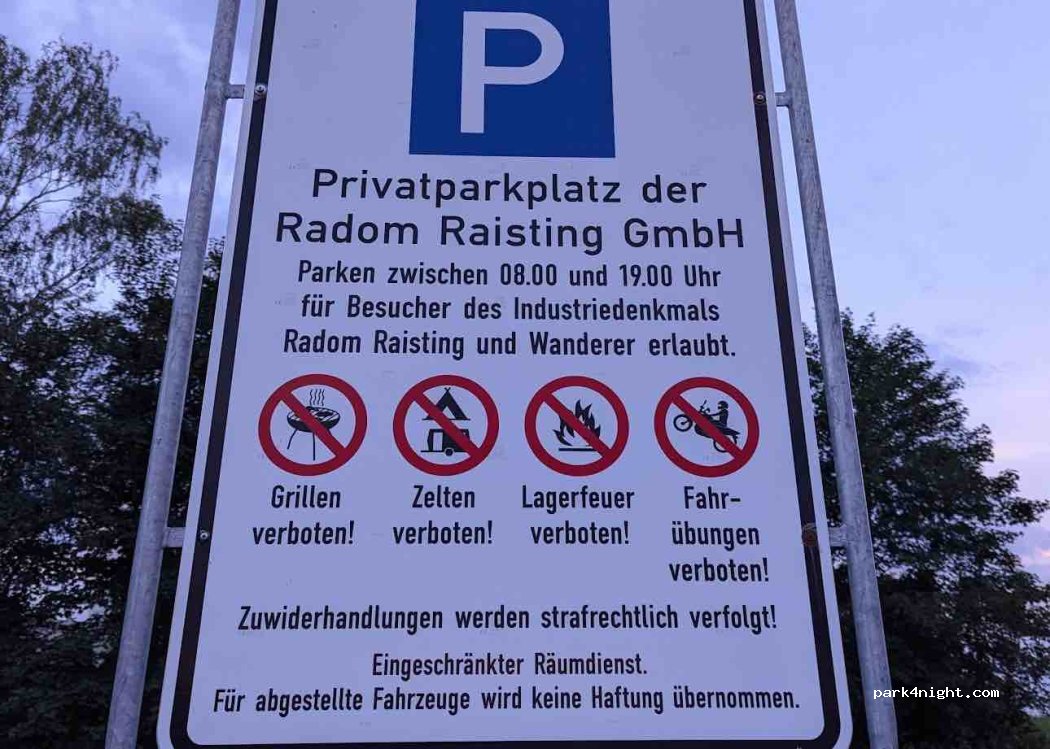 P
Privatparkplatz der
Radom Raisting GmbH
Parken zwischen 08.00 und 19.00 Uhr
für Besucher des Industriedenkmals
Radom Raisting und Wanderer erlaubt.
Grillen
verboten!
Zelten
verboten!
Lagerfeuer
verboten!
Fahr-
übungen
verboten!
Zuwiderhandlungen werden strafrechtlich verfolgt!
Eingeschränkter Räumdienst.
Für abgestellte Fahrzeuge wird keine Haftung übernommen.
park4night.com